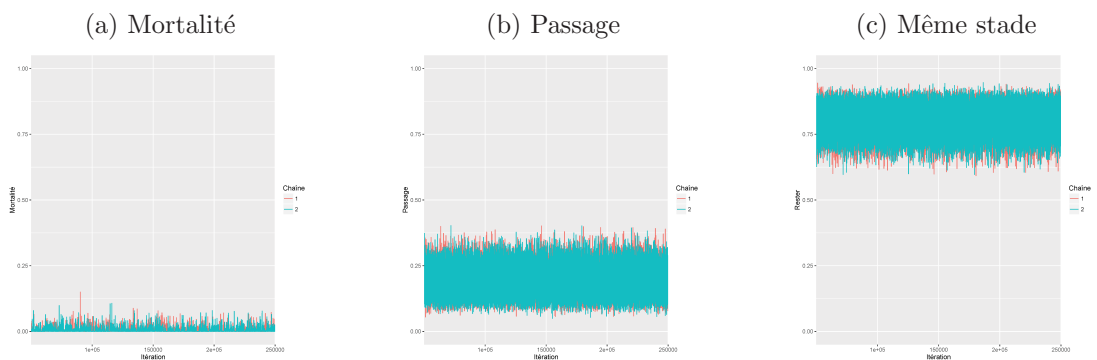 (a) Mortalité
(b) Passage
(c) Même stade
1.00
0.75
0.50
0.25
0.00
Mortalité
1e+05
150000
2e+05
250000
Itération
Chaîne
1
2
1.00
0.75
0.50
0.25
0.00
Passage
1e+05
150000
2e+05
250000
Itération
Chaîne
1
2
1.00
0.75
0.50
0.25
0.00
Rester
1e+05
150000
2e+05
250000
Itération
Chaîne
1
2